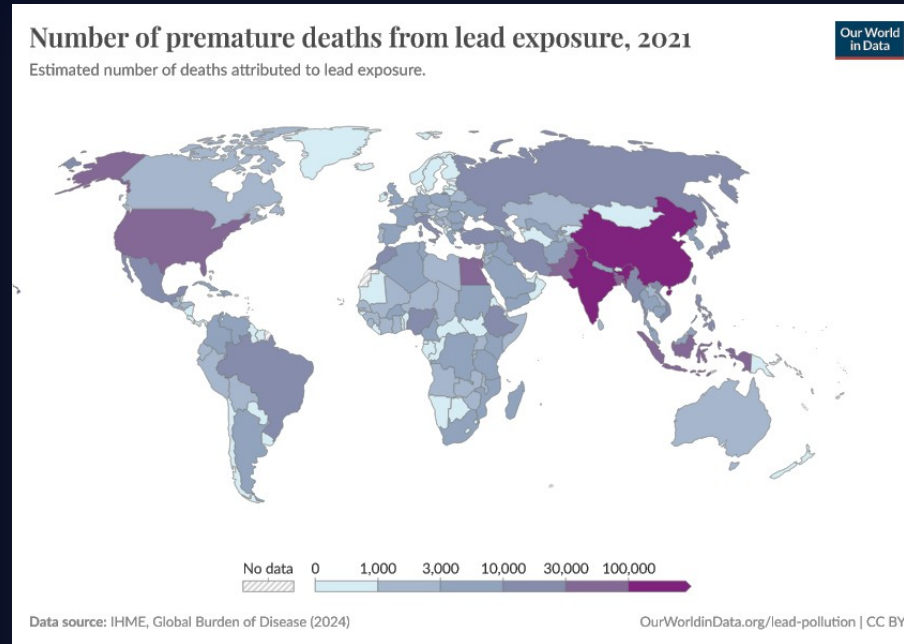 Number of premature deaths from lead exposure, 2021
Our World
in Data
Estimated number of deaths attributed to lead exposure.
No data
0
1,000
3,000
10,000
30,000
100,000
Data source: IHME, Global Burden of Disease (2024)
OurWorldinData.org/lead-pollution | CC BY